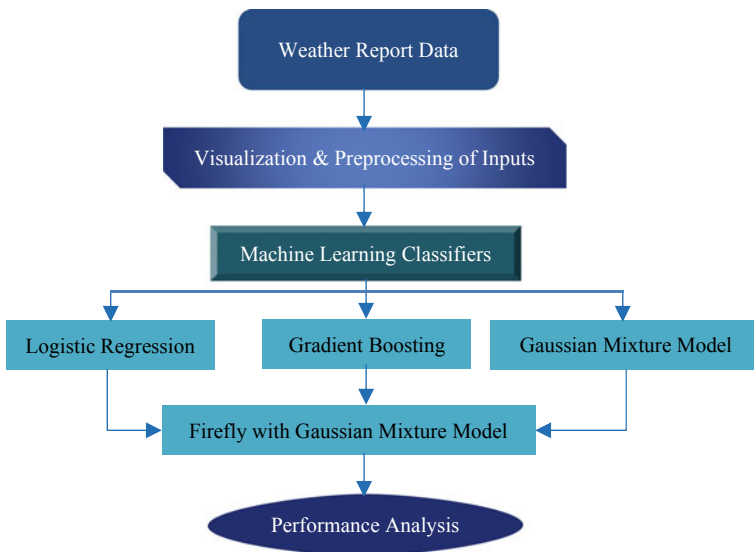 Weather Report Data
Visualization & Preprocessing of Inputs
Machine Learning Classifiers
Logistic Regression
Gradient Boosting
Gaussian Mixture Model
Firefly with Gaussian Mixture Model
Performance Analysis